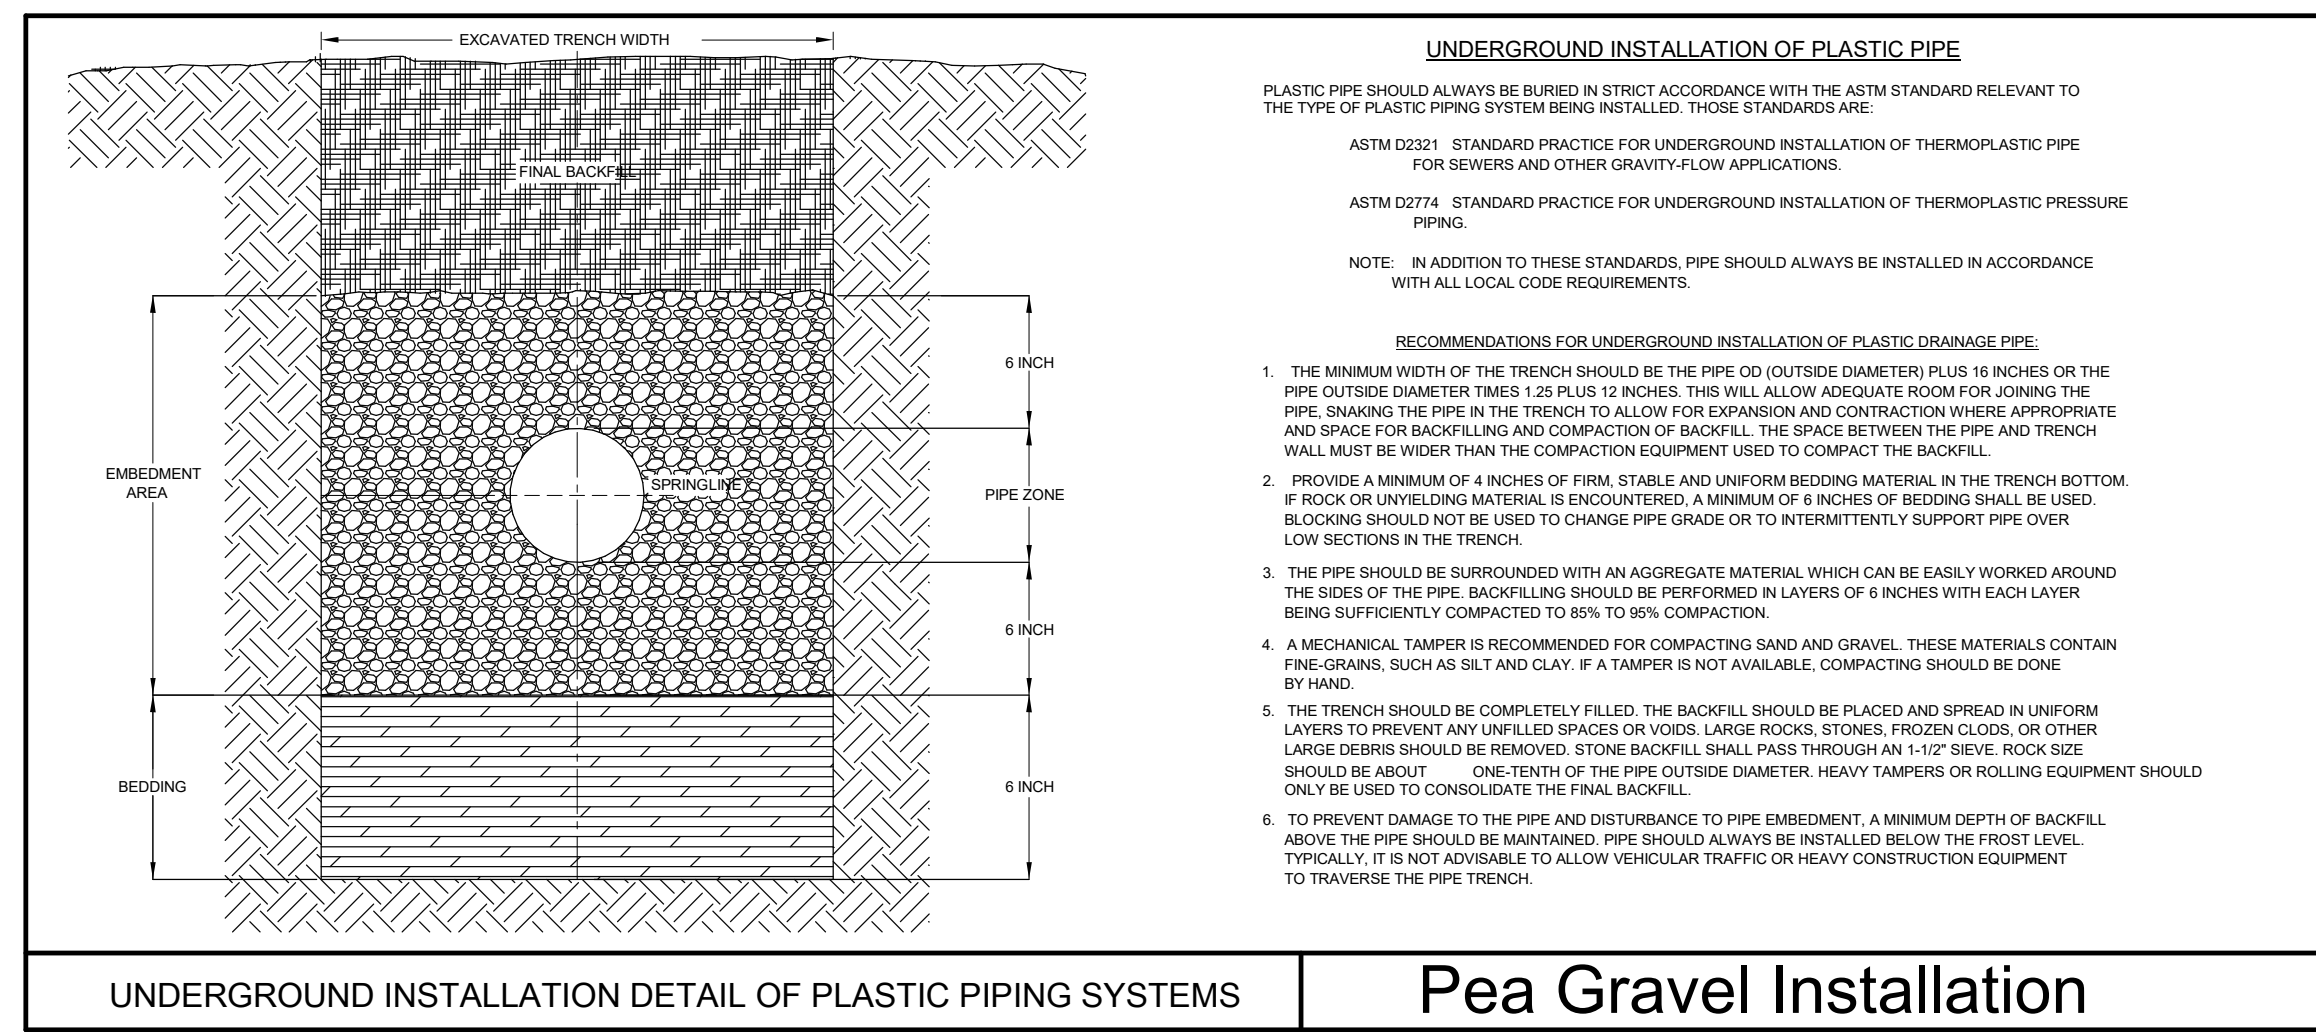 EXCAVATED TRENCH WIDTH
FINAL BACKFILL
6 INCH
EMBEDMENT
AREA
SPRINGLINE
PIPE ZONE
6 INCH
BEDDING
6 INCH
UNDERGROUND INSTALLATION OF PLASTIC PIPE
PLASTIC PIPE SHOULD ALWAYS BE BURIED IN STRICT ACCORDANCE WITH THE ASTM STANDARD RELEVANT TO
THE TYPE OF PLASTIC PIPING SYSTEM BEING INSTALLED. THOSE STANDARDS ARE:
ASTM D2321 STANDARD PRACTICE FOR UNDERGROUND INSTALLATION OF THERMOPLASTIC PIPE
FOR SEWERS AND OTHER GRAVITY-FLOW APPLICATIONS.
ASTM D2774 STANDARD PRACTICE FOR UNDERGROUND INSTALLATION OF THERMOPLASTIC PRESSURE
PIPING.
NOTE: IN ADDITION TO THESE STANDARDS, PIPE SHOULD ALWAYS BE INSTALLED IN ACCORDANCE
WITH ALL LOCAL CODE REQUIREMENTS.
RECOMMENDATIONS FOR UNDERGROUND INSTALLATION OF PLASTIC DRAINAGE PIPE:
1. THE MINIMUM WIDTH OF THE TRENCH SHOULD BE THE PIPE OD (OUTSIDE DIAMETER) PLUS 16 INCHES OR THE
PIPE OUTSIDE DIAMETER TIMES 1.25 PLUS 12 INCHES. THIS WILL ALLOW ADEQUATE ROOM FOR JOINING THE
PIPE, SNAKING THE PIPE IN THE TRENCH TO ALLOW FOR EXPANSION AND CONTRACTION WHERE APPROPRIATE
AND SPACE FOR BACKFILLING AND COMPACTION OF BACKFILL. THE SPACE BETWEEN THE PIPE AND TRENCH
WALL MUST BE WIDER THAN THE COMPACTION EQUIPMENT USED TO COMPACT THE BACKFILL.
2. PROVIDE A MINIMUM OF 4 INCHES OF FIRM, STABLE AND UNIFORM BEDDING MATERIAL IN THE TRENCH BOTTOM.
IF ROCK OR UNYIELDING MATERIAL IS ENCOUNTERED, A MINIMUM OF 6 INCHES OF BEDDING SHALL BE USED.
BLOCKING SHOULD NOT BE USED TO CHANGE PIPE GRADE OR TO INTERMITTENTLY SUPPORT PIPE OVER
LOW SECTIONS IN THE TRENCH.
3. THE PIPE SHOULD BE SURROUNDED WITH AN AGGREGATE MATERIAL WHICH CAN BE EASILY WORKED AROUND
THE SIDES OF THE PIPE. BACKFILLING SHOULD BE PERFORMED IN LAYERS OF 6 INCHES WITH EACH LAYER
BEING SUFFICIENTLY COMPACTED TO 85% TO 95% COMPACTION.
4. A MECHANICAL TAMPER IS RECOMMENDED FOR COMPACTING SAND AND GRAVEL. THESE MATERIALS CONTAIN
FINE-GRAINS, SUCH AS SILT AND CLAY. IF A TAMPER IS NOT AVAILABLE, COMPACTING SHOULD BE DONE
BY HAND.
5. THE TRENCH SHOULD BE COMPLETELY FILLED. THE BACKFILL SHOULD BE PLACED AND SPREAD IN UNIFORM
LAYERS TO PREVENT ANY UNFILLED SPACES OR VOIDS. LARGE ROCKS, STONES, FROZEN CLODS, OR OTHER
LARGE DEBRIS SHOULD BE REMOVED. STONE BACKFILL SHALL PASS THROUGH AN 1-1/2" SIEVE. ROCK SIZE
SHOULD BE ABOUT ONE-TENTH OF THE PIPE OUTSIDE DIAMETER. HEAVY TAMPERS OR ROLLING EQUIPMENT SHOULD
ONLY BE USED TO CONSOLIDATE THE FINAL BACKFILL.
6. TO PREVENT DAMAGE TO THE PIPE AND DISTURBANCE TO PIPE EMBEDMENT, A MINIMUM DEPTH OF BACKFILL
ABOVE THE PIPE SHOULD BE MAINTAINED. PIPE SHOULD ALWAYS BE INSTALLED BELOW THE FROST LEVEL.
TYPICALLY, IT IS NOT ADVISABLE TO ALLOW VEHICULAR TRAFFIC OR HEAVY CONSTRUCTION EQUIPMENT
TO TRAVERSE THE PIPE TRENCH.
UNDERGROUND INSTALLATION DETAIL OF PLASTIC PIPING SYSTEMS
Pea Gravel Installation